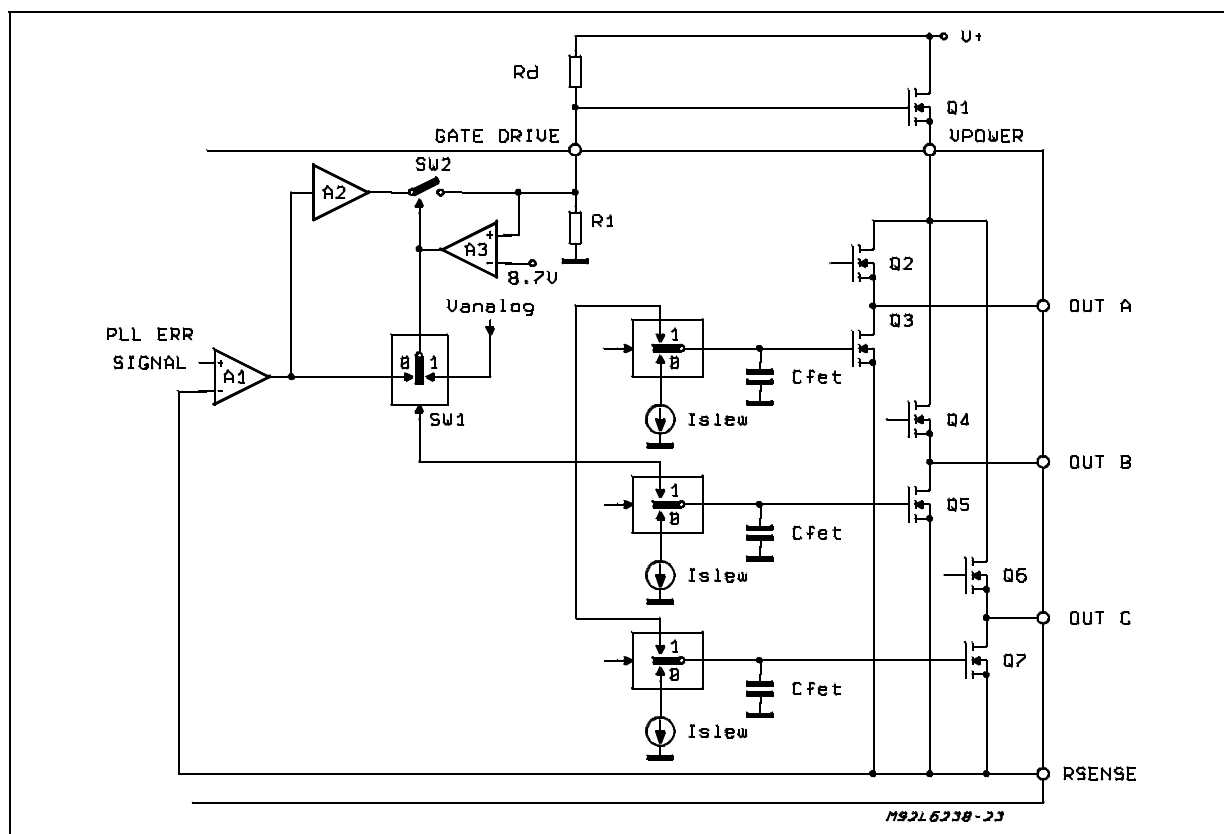 V+
Rd
Q1
GATE DRIVE
VPOWER
SW2
A2
R1
A3
+
-
8.7V
Q2
Vanalog
OUT A
PLL ERR
SIGNAL
+
A1
-
0 1
SW1
1
0
Cfet
Q3
Islew
Q4
OUT B
1
0
Cfet
Q5
Islew
Q6
OUT C
1
0
Cfet
Q7
Islew
RSENSE
M92L6238-23